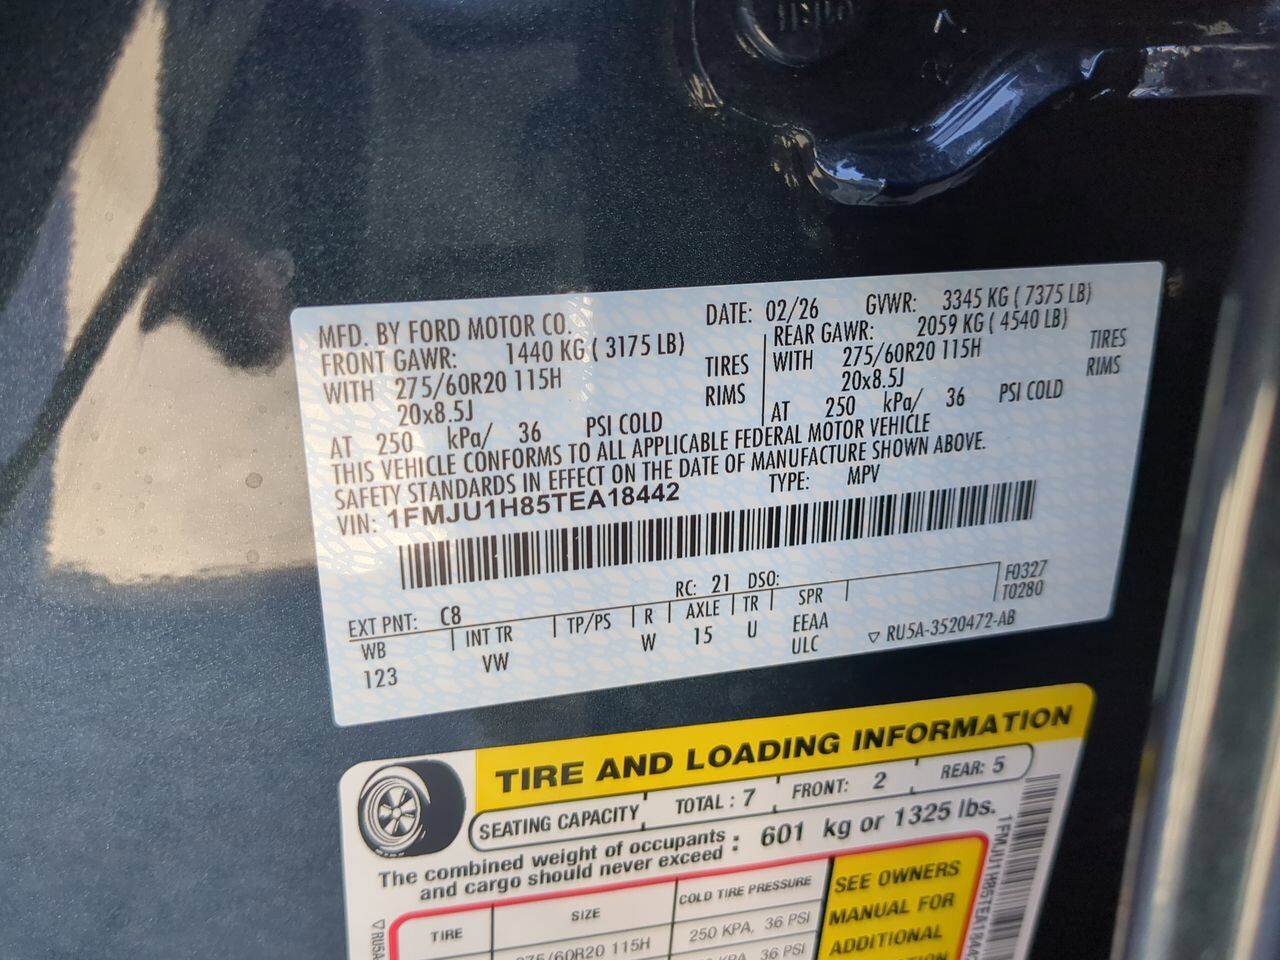 MFD. BY FORD MOTOR CO. DATE: 02/26 GVWR: 3345 KG ( 7375 LB)
FRONT GAWR: 1440 KG ( 3175 LB) REAR GAWR: 2059 KG ( 4540 LB)
WITH 275/60R20 115H TIRES WITH 275/60R20 115H TIRES
20x8.5J RIMS 20x8.5J RIMS
AT 250 kPa/ 36 PSI COLD AT 250 kPa/ 36 PSI COLD
THIS VEHICLE CONFORMS TO ALL APPLICABLE FEDERAL MOTOR VEHICLE
SAFETY STANDARDS IN EFFECT ON THE DATE OF MANUFACTURE SHOWN ABOVE.
VIN: 1FMJU1H85TEA18442 TYPE: MPV
EXT PNT: C8 RC: 21 DSO: F0327
WB INT TR TP/PS R AXLE TR SPR T0280
123 VW W 15 U EEAA
ULC ▽ RU5A-3520472-AB
TIRE AND LOADING INFORMATION
SEATING CAPACITY TOTAL : 7 FRONT: 2 REAR: 5
The combined weight of occupants and cargo should never exceed : 601 kg or 1325 lbs.
TIRE SIZE COLD TIRE PRESSURE SEE OWNERS
275/60R20 115H 250 KPA, 36 PSI MANUAL FOR
36 PSI ADDITIONAL
1FMJU1H85TEA1844
▽ RU5A